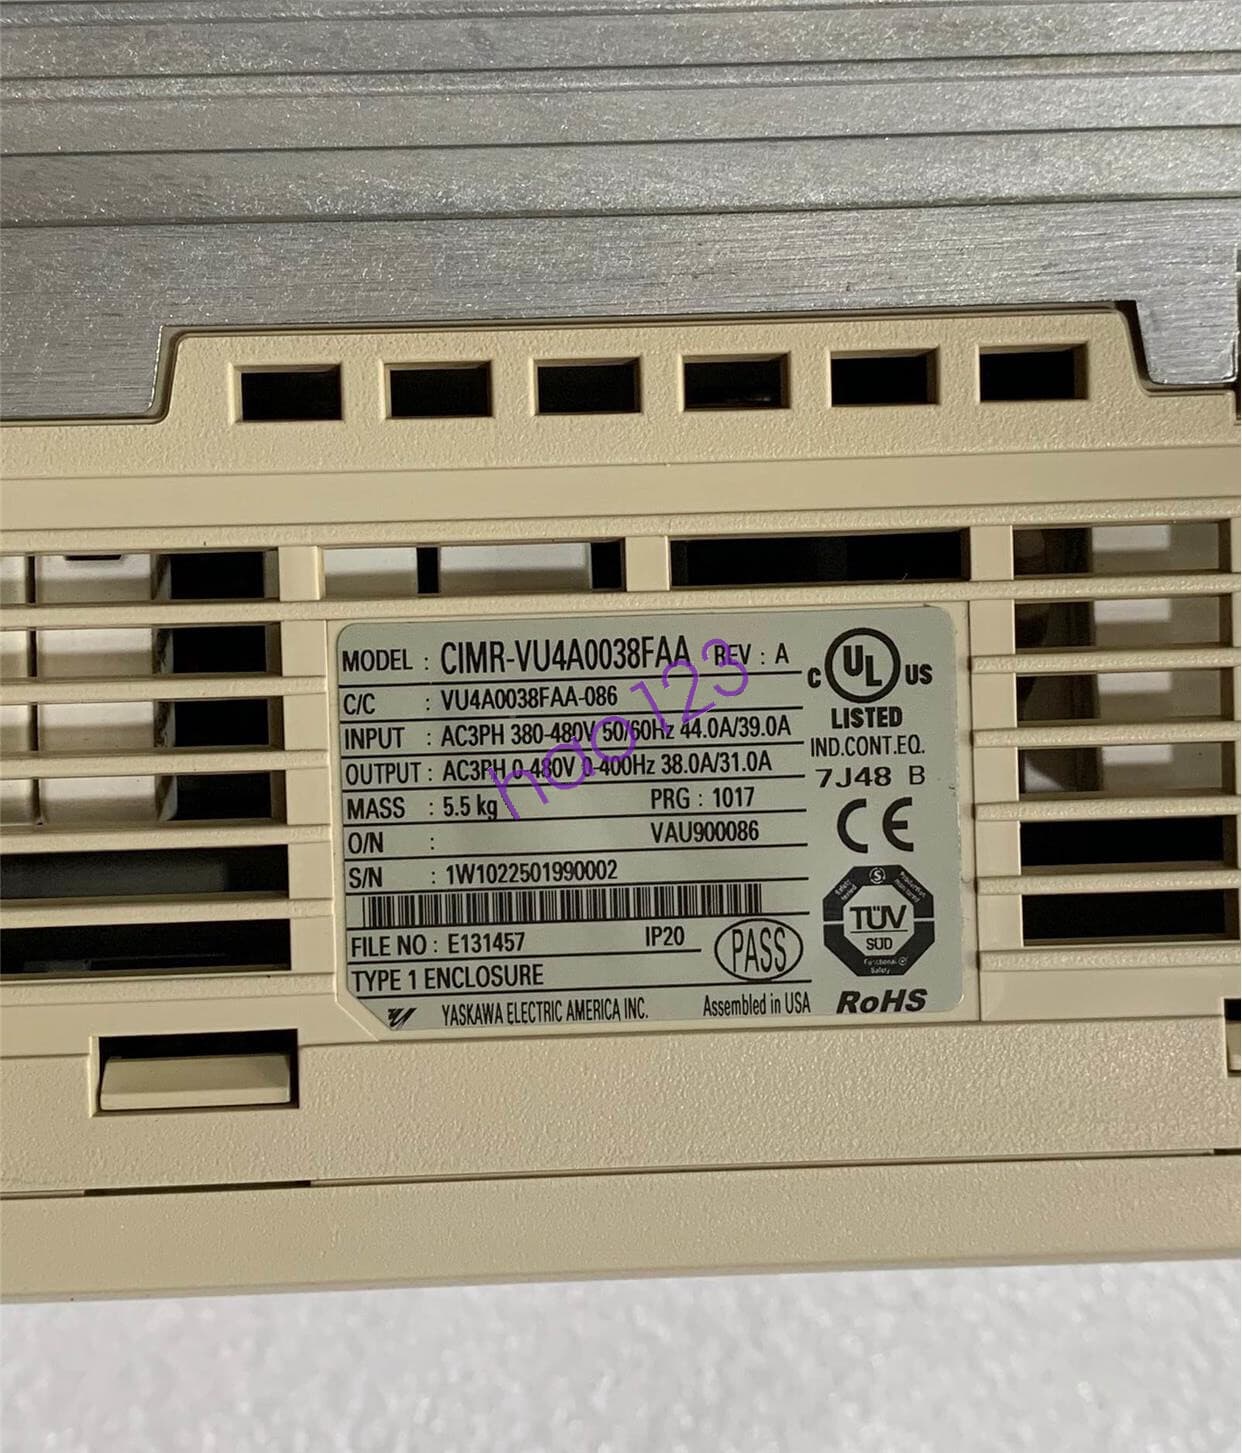 MODEL : CIMR-VU4A0038FAA REV : A
C/C : VU4A0038FAA-086
INPUT : AC3PH 380-480V 50/60Hz 44.0A/39.0A
OUTPUT : AC3PH 0-480V 0-400Hz 38.0A/31.0A
MASS : 5.5 kg PRG : 1017
O/N : VAU900086
S/N : 1W1022501990002
FILE NO : E131457 IP20
PASS
TYPE 1 ENCLOSURE
YASKAWA ELECTRIC AMERICA INC. Assembled in USA
C UL US
LISTED
IND.CONT.EQ.
7J48 B
CE
TÜV
SÜD
Functional
Safety
RoHS
hao123